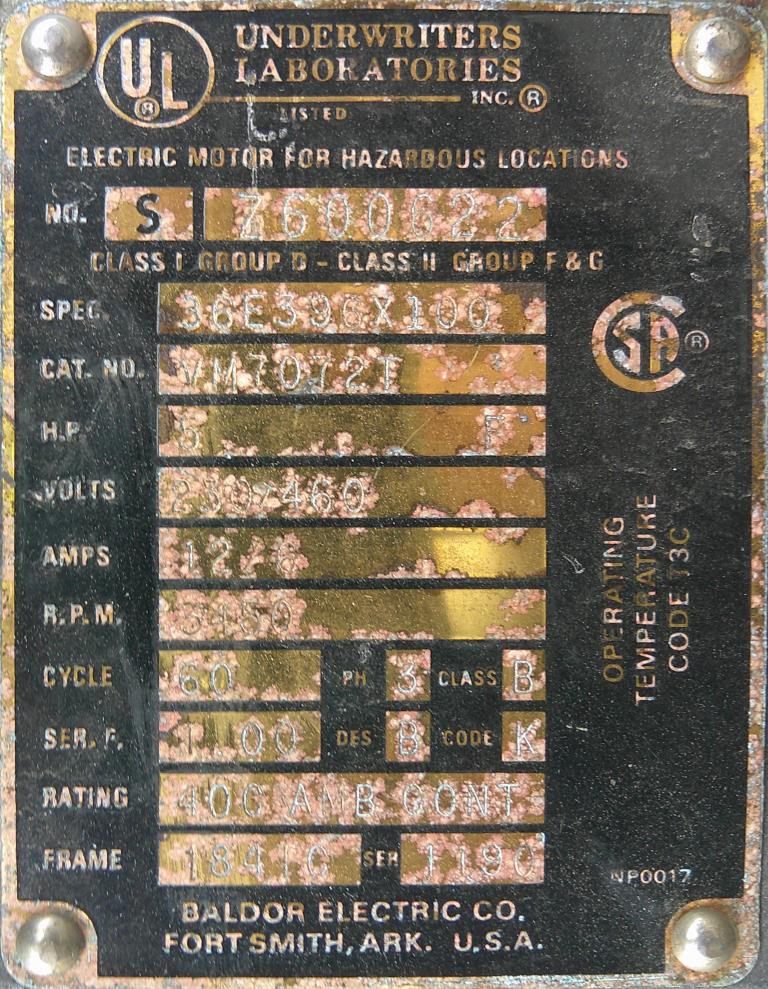 UL ®
UNDERWRITERS
LABORATORIES
INC. ®
LISTED
ELECTRIC MOTOR FOR HAZARDOUS LOCATIONS
NO. S Z600622
CLASS I GROUP D - CLASS II GROUP F & G
SPEC. 36E396X100
CSA ®
CAT. NO. VM7072T
H.P. 5
VOLTS 230/460
AMPS
R.P.M. 3450
OPERATING
TEMPERATURE
CODE T3C
CYCLE 60 PH 3 CLASS B
SER. F. 1.00 DES B CODE K
RATING 40C AMB CONT
FRAME 184TC SER 1190
NP0017
BALDOR ELECTRIC CO.
FORT SMITH, ARK. U.S.A.